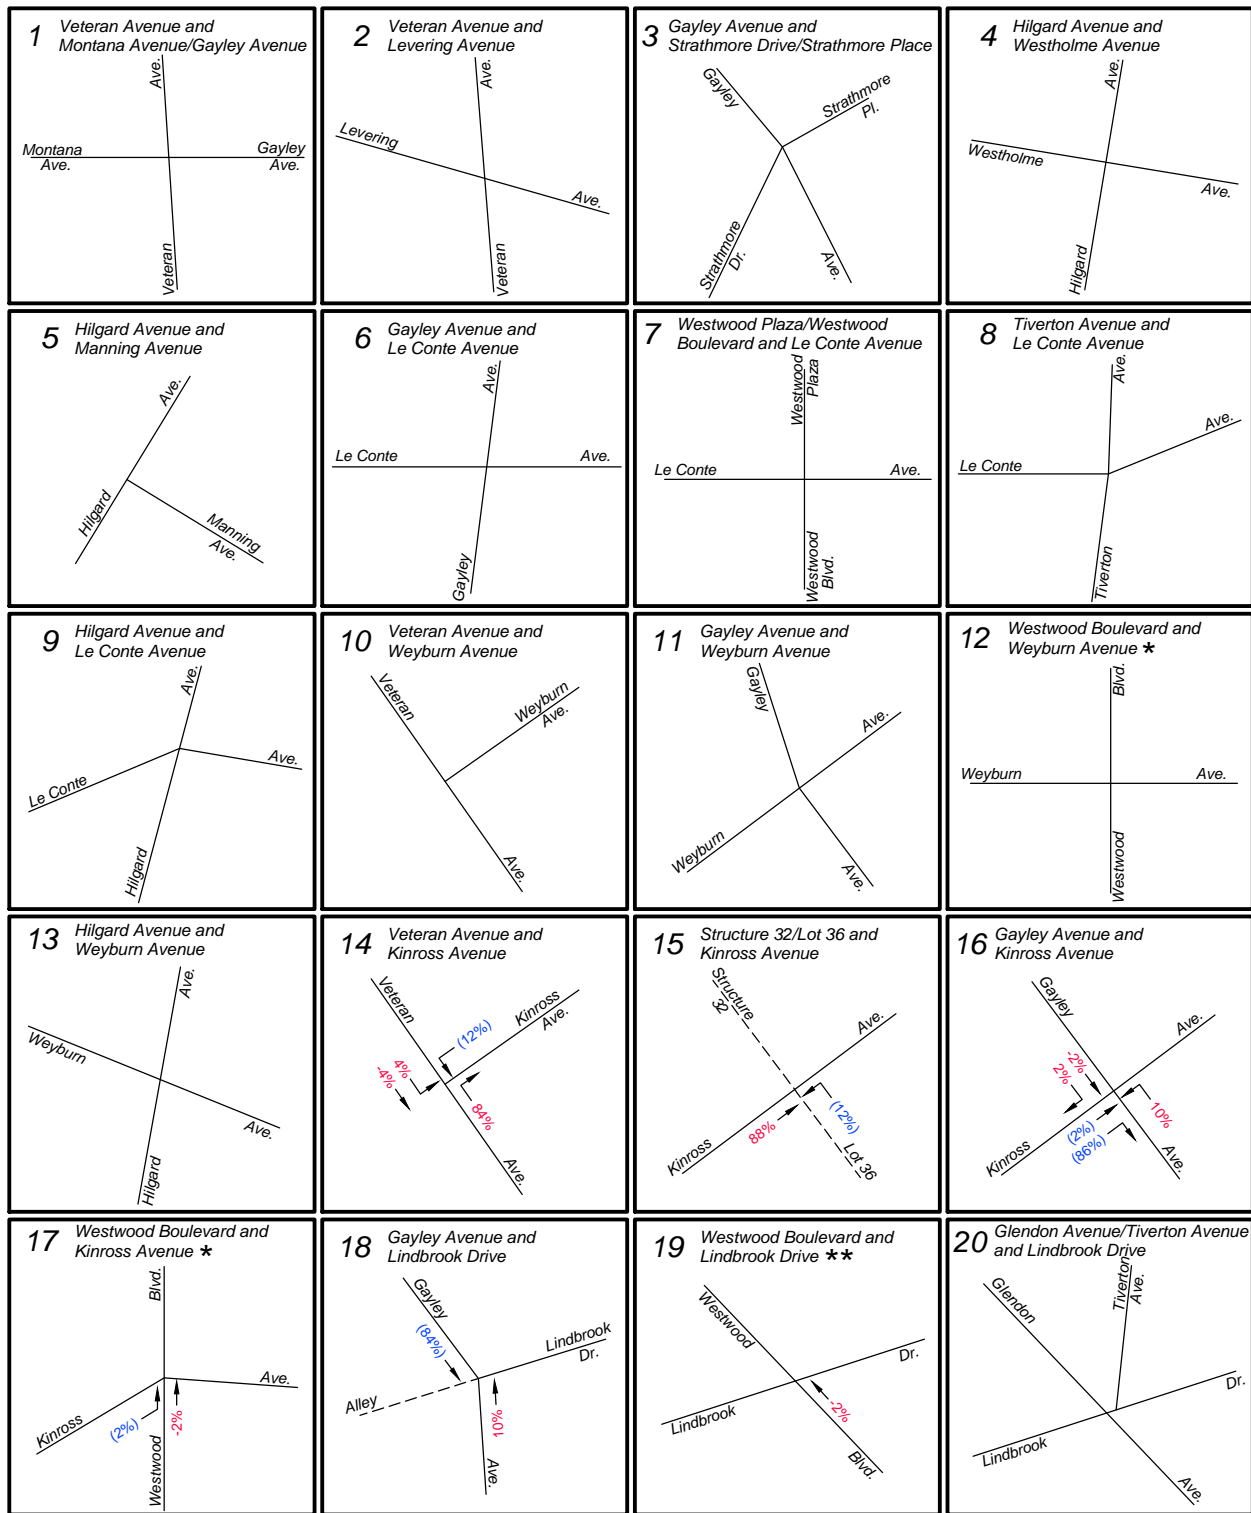 1
Veteran Avenue and
Montana Avenue/Gayley Avenue
Ave.
Montana
Ave.
Gayley
Ave.
Veteran
2
Veteran Avenue and
Levering Avenue
Ave.
Levering
Ave.
Veteran
3
Gayley Avenue and
Strathmore Drive/Strathmore Place
Gayley
Strathmore
Pl.
Strathmore
Dr.
Ave.
4
Hilgard Avenue and
Westholme Avenue
Ave.
Westholme
Ave.
Hilgard
5
Hilgard Avenue and
Manning Avenue
Ave.
Hilgard
Manning
Ave.
6
Gayley Avenue and
Le Conte Avenue
Ave.
Le Conte
Ave.
Gayley
7
Westwood Plaza/Westwood
Boulevard and Le Conte Avenue
Westwood
Plaza
Le Conte
Ave.
Westwood
Blvd.
8
Tiverton Avenue and
Le Conte Avenue
Ave.
Le Conte
Ave.
Tiverton
9
Hilgard Avenue and
Le Conte Avenue
Ave.
Le Conte
Ave.
Hilgard
10
Veteran Avenue and
Weyburn Avenue
Veteran
Weyburn
Ave.
Ave.
11
Gayley Avenue and
Weyburn Avenue
Gayley
Ave.
Weyburn
Ave.
12
Westwood Boulevard and
Weyburn Avenue *
Blvd.
Weyburn
Ave.
Westwood
13
Hilgard Avenue and
Weyburn Avenue
Ave.
Weyburn
Ave.
Hilgard
14
Veteran Avenue and
Kinross Avenue
Veteran
(12%)
Kinross
Ave.
4%
-4%
84%
Ave.
15
Structure 32/Lot 36 and
Kinross Avenue
Structure
32
Ave.
88%
(12%)
Kinross
Lot 36
16
Gayley Avenue and
Kinross Avenue
Gayley
Ave.
-2%
2%
10%
(2%)
(86%)
Kinross
Ave.
17
Westwood Boulevard and
Kinross Avenue *
Blvd.
Ave.
Kinross
(2%)
-2%
Westwood
18
Gayley Avenue and
Lindbrook Drive
Gayley
(84%)
Lindbrook
Dr.
Alley
10%
Ave.
19
Westwood Boulevard and
Lindbrook Drive **
Westwood
Dr.
Lindbrook
-2%
Blvd.
20
Glendon Avenue/Tiverton Avenue
and Lindbrook Drive
Glendon
Tiverton
Ave.
Dr.
Lindbrook
Ave.